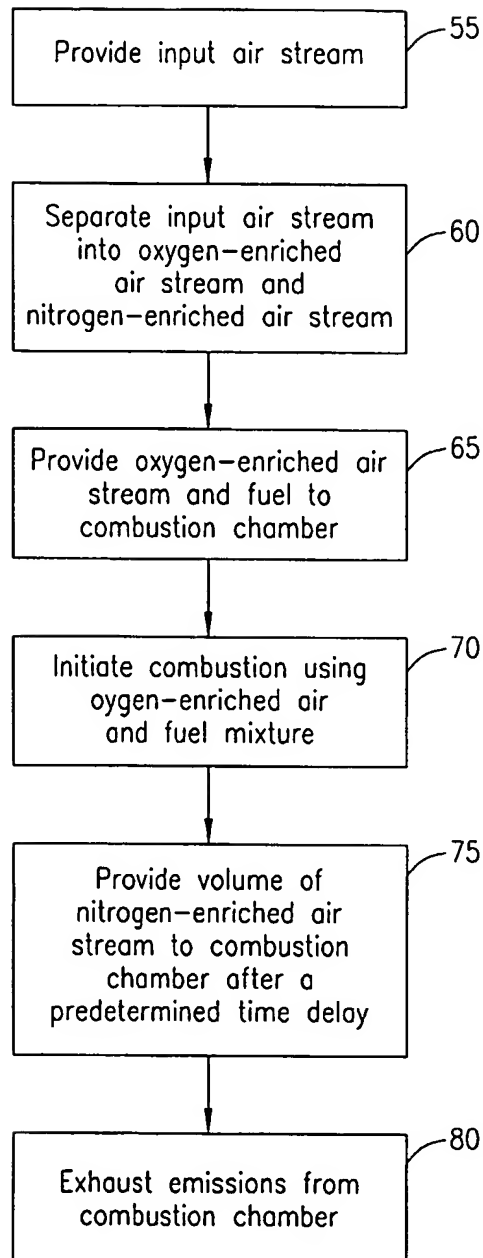 Provide input air stream
55
Separate input air stream
into oxygen-enriched
air stream and
nitrogen-enriched air stream
60
Provide oxygen-enriched air
stream and fuel to
combustion chamber
65
Initiate combustion using
oygen-enriched air
and fuel mixture
70
Provide volume of
nitrogen-enriched air
stream to combustion
chamber after a
predetermined time delay
75
Exhaust emissions from
combustion chamber
80